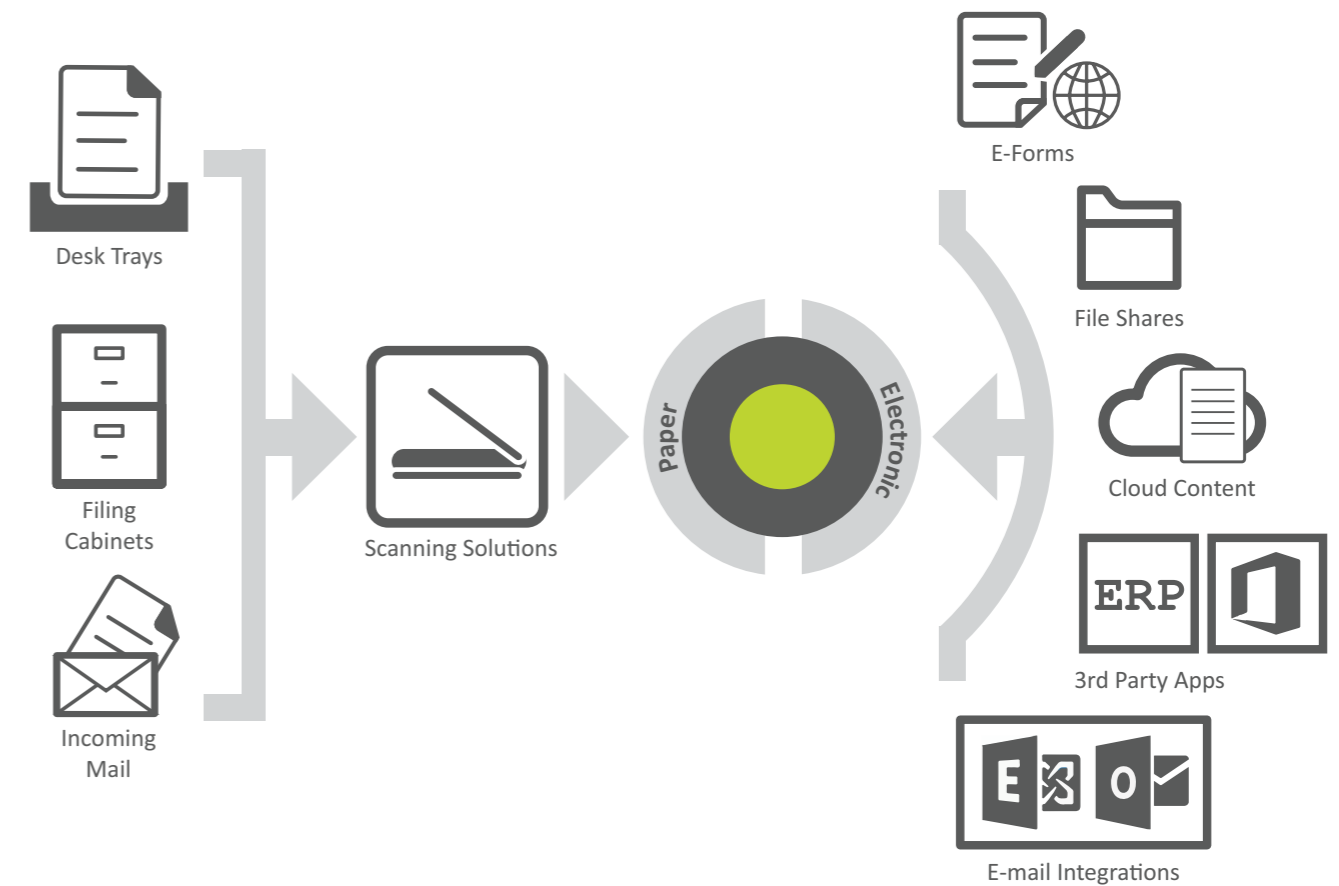 Desk Trays
Filing
Cabinets
Incoming
Mail
Scanning Solutions
Paper
Electronic
E-Forms
File Shares
Cloud Content
ERP
3rd Party Apps
E
O
E-mail Integrations